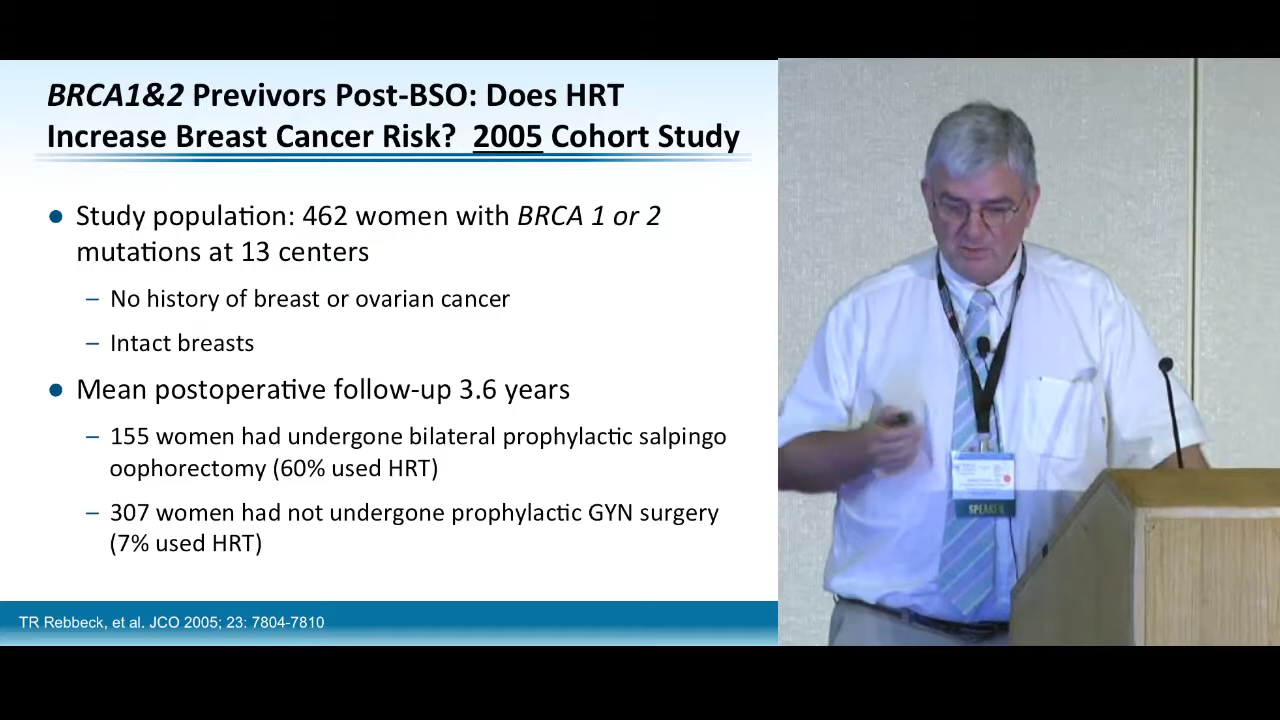 BRCA1&2 Previvors Post-BSO: Does HRT
Increase Breast Cancer Risk? 2005 Cohort Study
● Study population: 462 women with BRCA 1 or 2
mutations at 13 centers
– No history of breast or ovarian cancer
– Intact breasts
● Mean postoperative follow-up 3.6 years
– 155 women had undergone bilateral prophylactic salpingo
oophorectomy (60% used HRT)
– 307 women had not undergone prophylactic GYN surgery
(7% used HRT)
TR Rebbeck, et al. JCO 2005; 23: 7804-7810
SPEAKER